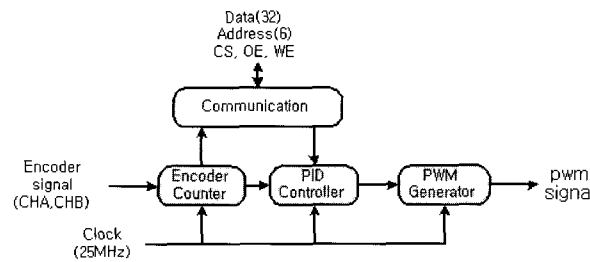 Data(32)
Address(6)
CS, OE, WE
Communication
Encoder
signal
(CHA,CHB)
Encoder
Counter
PID
Controller
PWM
Generator
pwm
signa
Clock
(25MHz)